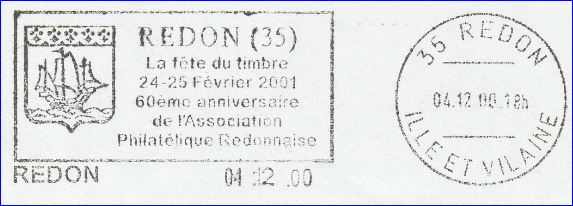 REDON (35)
La fête du timbre
24-25 Février 2001
60ème anniversaire
de l'Association
Philatélique Redonnaise
REDON 04 12 .00
35 REDON
04.12 00.18h
ILLE ET VILAINE